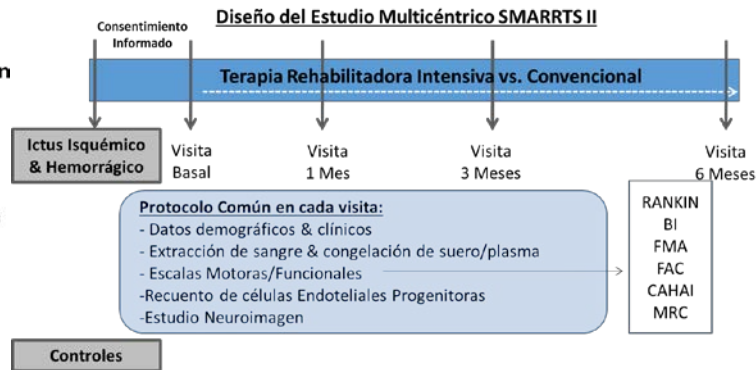 Diseño del Estudio Multicéntrico SMARRTS II
Consentimiento
Informado
n
Terapia Rehabilitadora Intensiva vs. Convencional
Ictus Isquémico
& Hemorrágico
Visita
Basal
Visita
1 Mes
Visita
3 Meses
Visita
6 Meses
Protocolo Común en cada visita:
- Datos demográficos & clínicos
- Extracción de sangre & congelación de suero/plasma
- Escalas Motoras/Funcionales
-Recuento de células Endoteliales Progenitoras
-Estudio Neuroimagen
RANKIN
BI
FMA
FAC
CAHAI
MRC
Controles